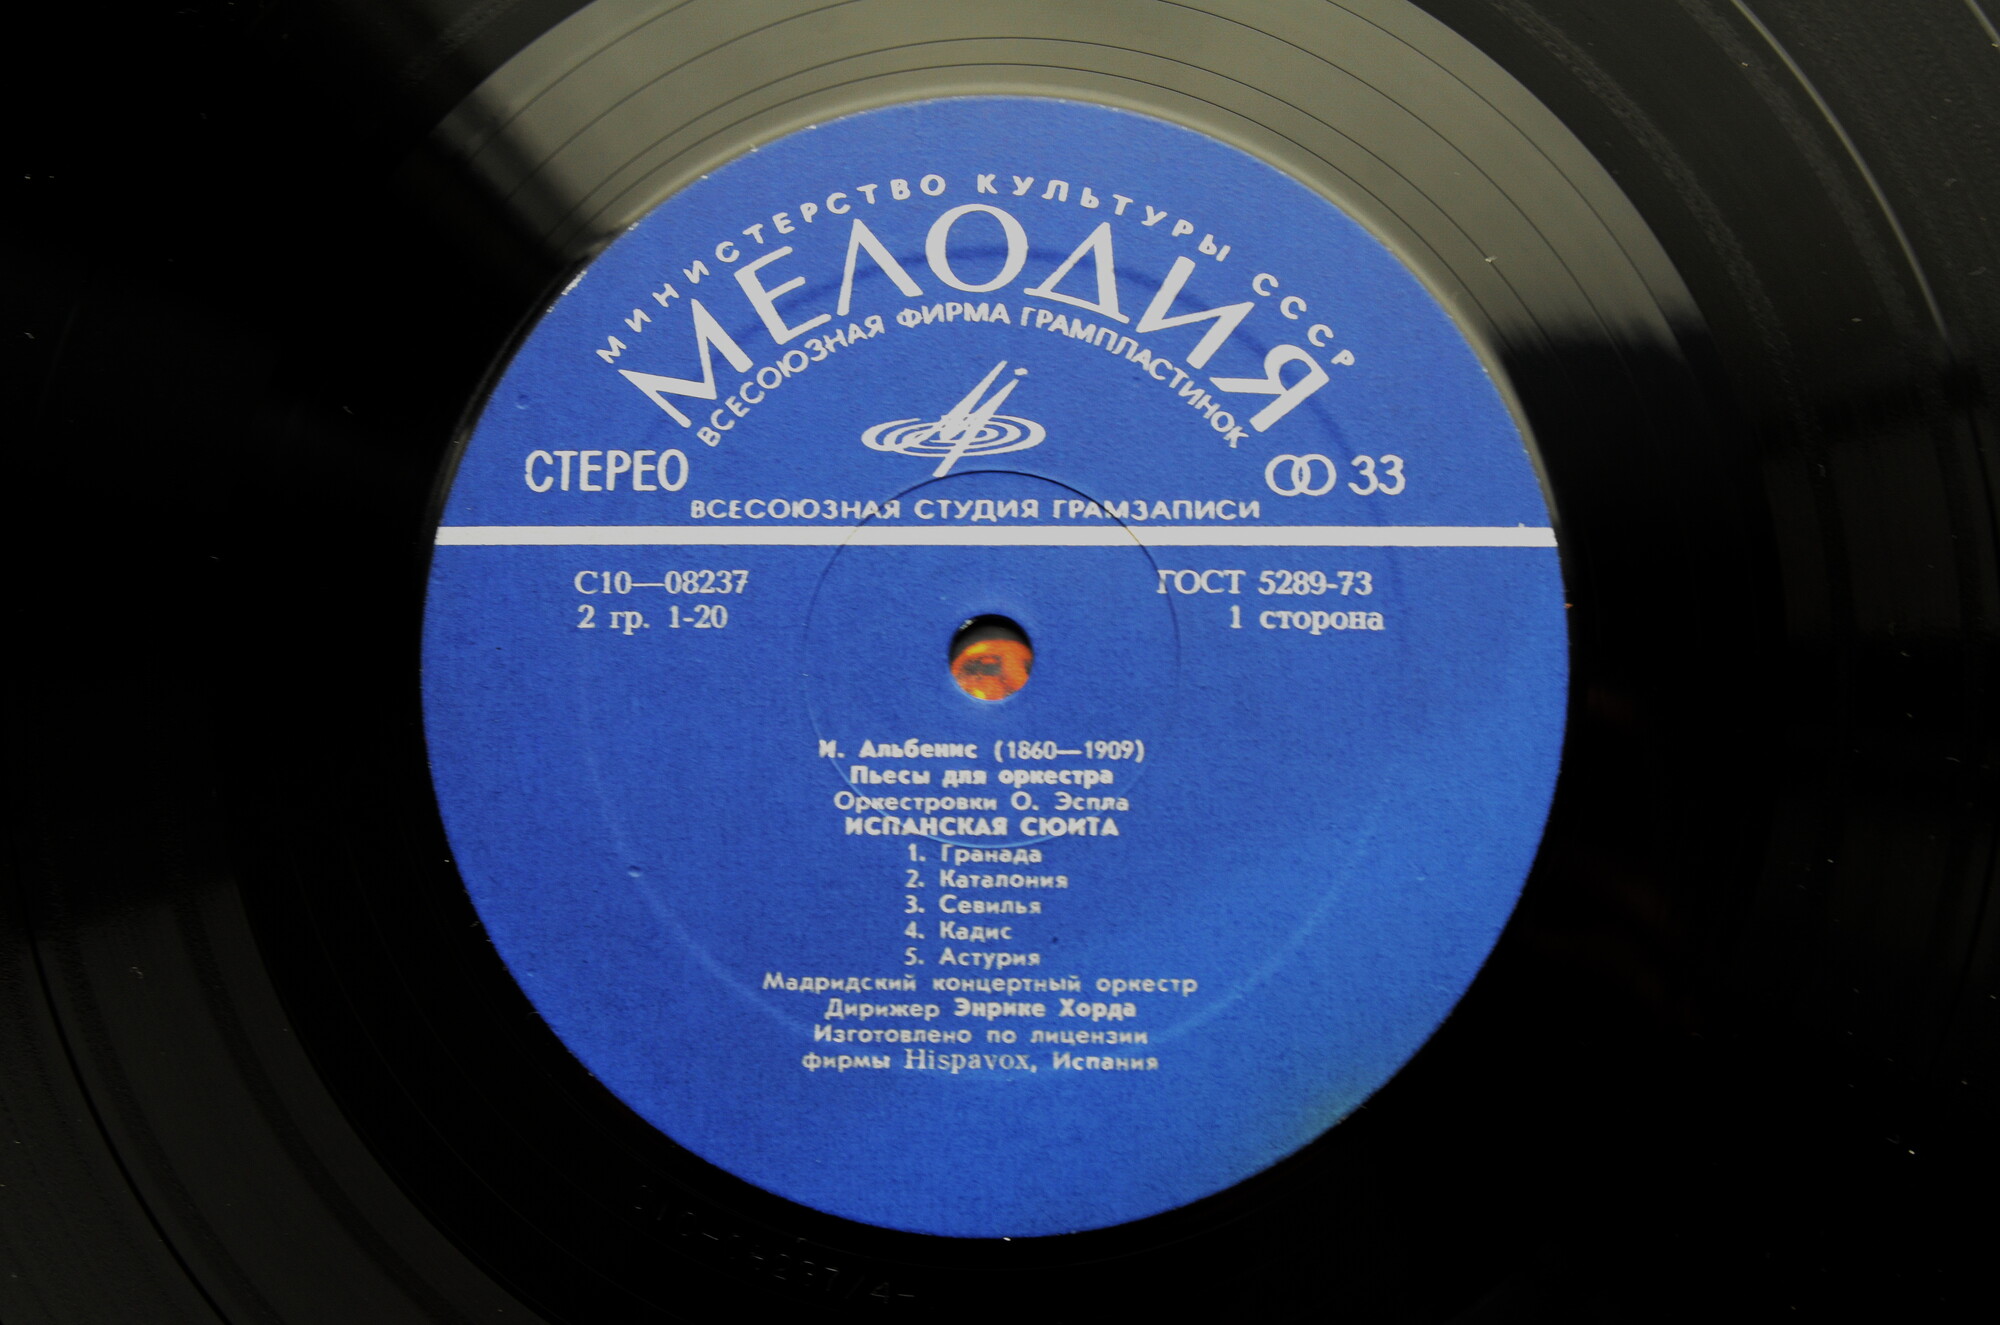 МИНИСТЕРСТВО КУЛЬТУРЫ СССР
МЕЛОДИЯ
ВСЕСОЮЗНАЯ ФИРМА ГРАМПЛАСТИНОК
СТЕРЕО
33
ВСЕСОЮЗНАЯ СТУДИЯ ГРАМЗАПИСИ
С10—08237
ГОСТ 5289-73
2 гр. 1-20
1 сторона
И. Альбенис (1860—1909)
Пьесы для оркестра
Оркестровки О. Эспла
ИСПАНСКАЯ СЮИТА
1. Гранада
2. Каталония
3. Севилья
4. Кадис
5. Астурия
Мадридский концертный оркестр
Дирижер Энрике Хорда
Изготовлено по лицензии
фирмы Hispavox, Испания